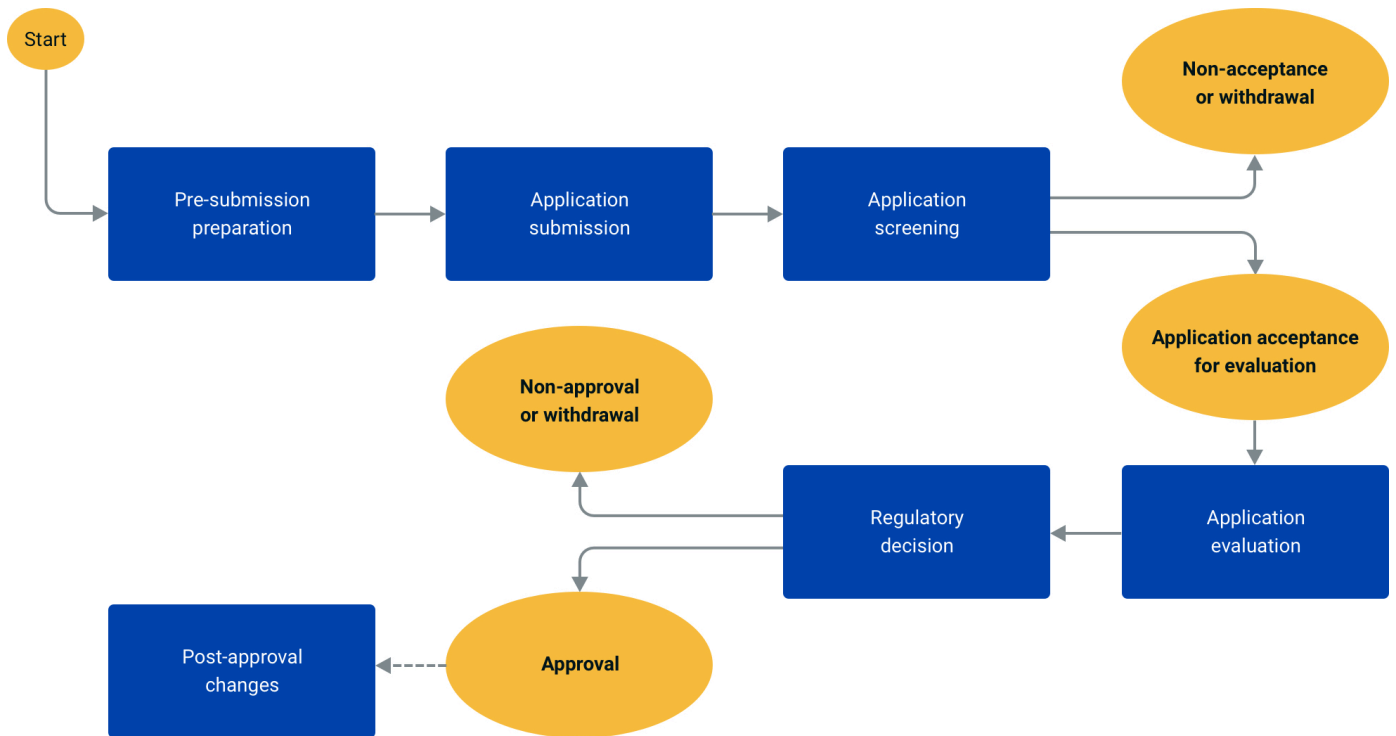 Start
Non-acceptance
or withdrawal
Pre-submission
preparation
Application
submission
Application
screening
Application acceptance
for evaluation
Non-approval
or withdrawal
Regulatory
decision
Application
evaluation
Post-approval
changes
Approval